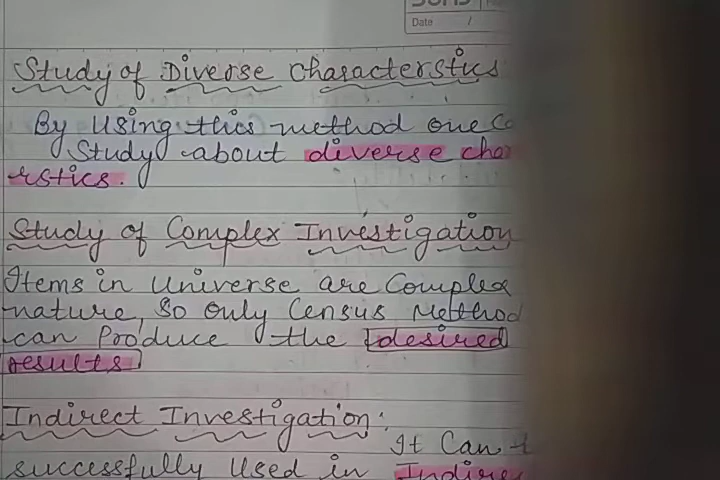 Date /
Study of Diverse Characterstics
By Using this method one
Study about diverse
rstics.
Study of Complex Investigation
Items in Universe are Complex
nature, so only Census Method
can Produce the desired
results
Indirect Investigation:
It Can
successfully Used in